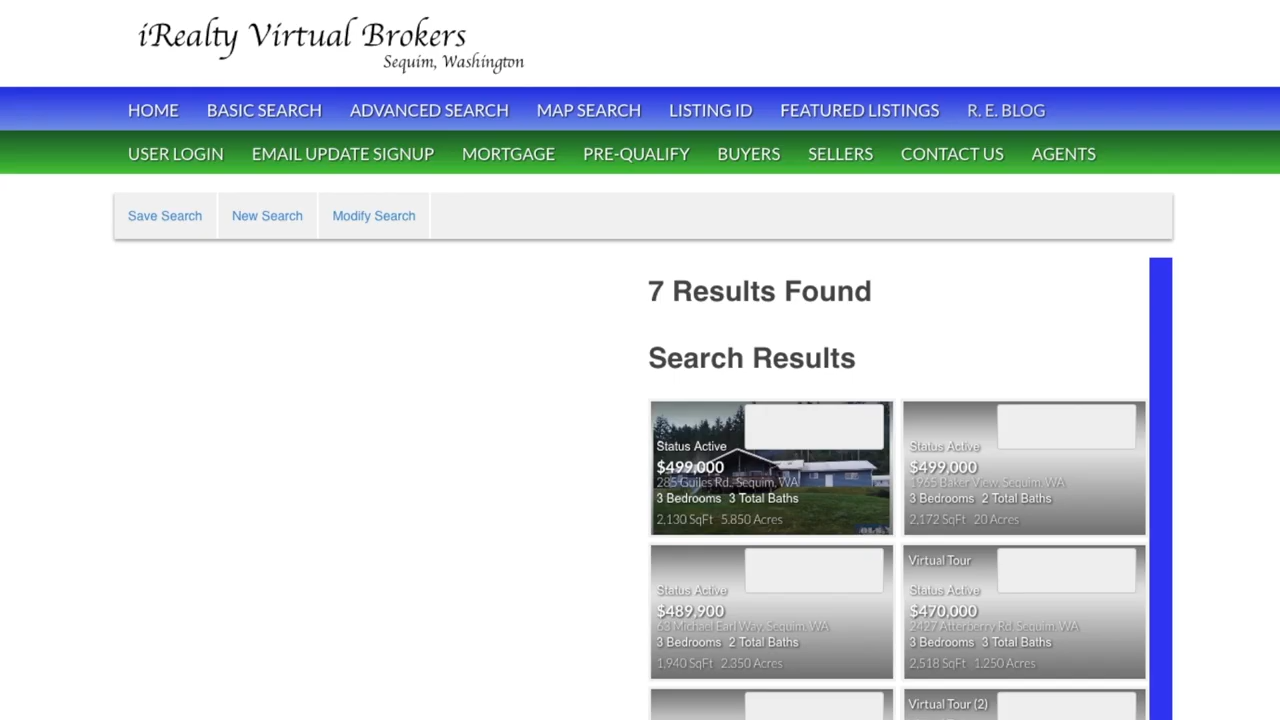 iRealty Virtual Brokers
Sequim, Washington
HOME BASIC SEARCH ADVANCED SEARCH MAP SEARCH LISTING ID FEATURED LISTINGS R. E. BLOG
USER LOGIN EMAIL UPDATE SIGNUP MORTGAGE PRE-QUALIFY BUYERS SELLERS CONTACT US AGENTS
Save Search New Search Modify Search
7 Results Found
Search Results
Status Active
$499,000
285 Guiles Rd., Sequim, WA
3 Bedrooms 3 Total Baths
2,130 SqFt 5.850 Acres
Status Active
$499,000
1965 Baker View, Sequim, WA
3 Bedrooms 2 Total Baths
2,172 SqFt 20 Acres
Status Active
$489,900
63 Michael Earl Way, Sequim, WA
3 Bedrooms 2 Total Baths
1,940 SqFt 2.350 Acres
Virtual Tour
Status Active
$470,000
2427 Atterberry Rd, Sequim, WA
3 Bedrooms 3 Total Baths
2,518 SqFt 1.250 Acres
Virtual Tour (2)